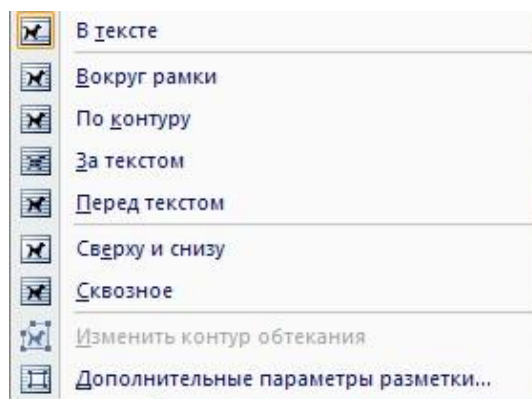 В тексте
Вокруг рамки
По контуру
За текстом
Перед текстом
Сверху и снизу
Сквозное
Изменить контур обтекания
Дополнительные параметры разметки...